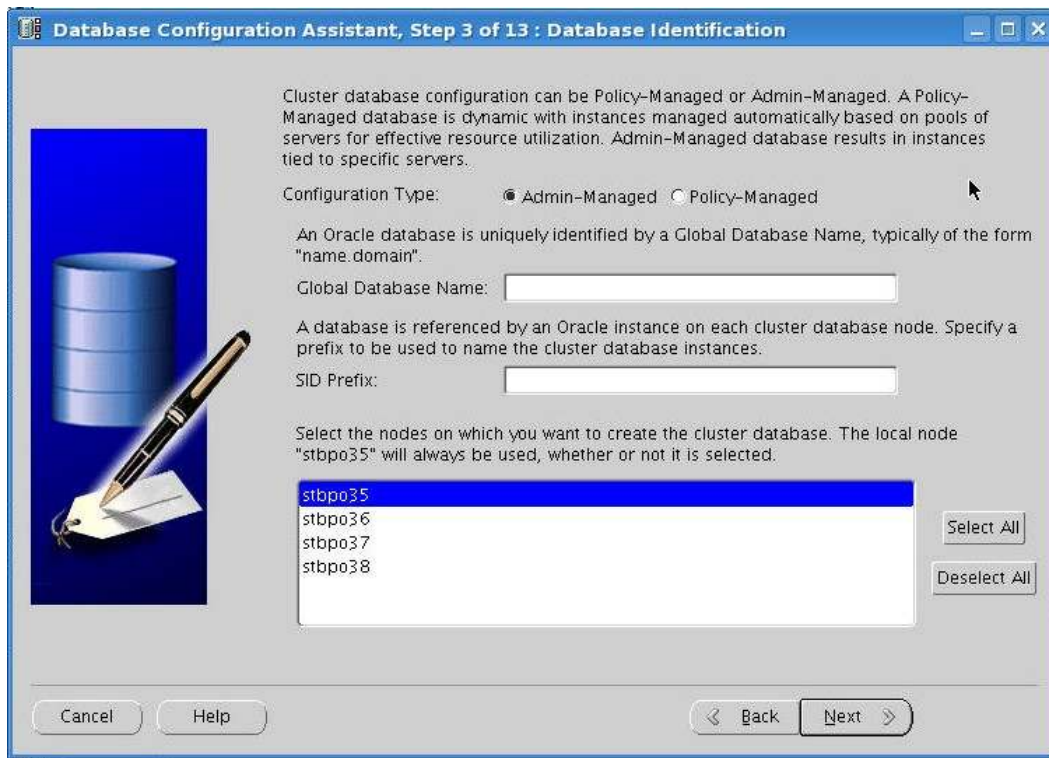 Database Configuration Assistant, Step 3 of 13 : Database Identification
Cluster database configuration can be Policy-Managed or Admin-Managed. A Policy-
Managed database is dynamic with instances managed automatically based on pools of
servers for effective resource utilization. Admin-Managed database results in instances
tied to specific servers.
Configuration Type: Admin-Managed Policy-Managed
An Oracle database is uniquely identified by a Global Database Name, typically of the form
"name.domain".
Global Database Name:
A database is referenced by an Oracle instance on each cluster database node. Specify a
prefix to be used to name the cluster database instances.
SID Prefix:
Select the nodes on which you want to create the cluster database. The local node
"stbpo35" will always be used, whether or not it is selected.
stbpo35
stbpo36
stbpo37
stbpo38
Select All
Deselect All
Cancel Help Back Next